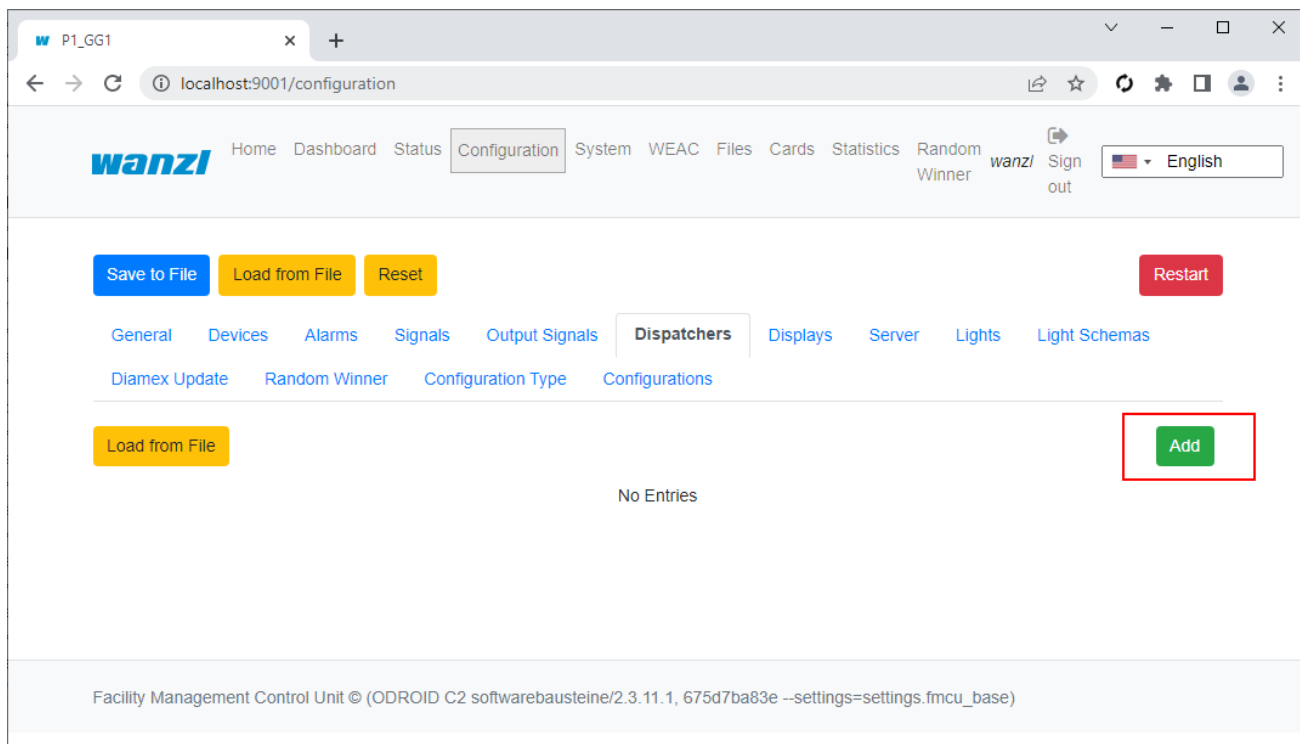 P1_GG1
localhost:9001/configuration
wanzl Home Dashboard Status Configuration System WEAC Files Cards Statistics Random Winner wanzl Sign out English
Save to File Load from File Reset Restart
General Devices Alarms Signals Output Signals Dispatchers Displays Server Lights Light Schemas
Diamex Update Random Winner Configuration Type Configurations
Load from File Add
No Entries
Facility Management Control Unit © (ODROID C2 softwarebausteine/2.3.11.1, 675d7ba83e --settings=settings.fmcu_base)